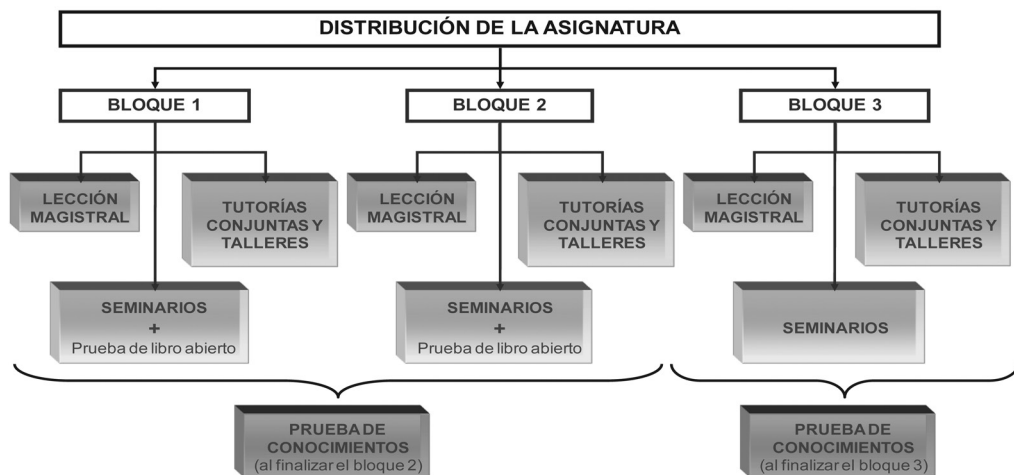 DISTRIBUCIÓN DE LA ASIGNATURA
BLOQUE 1
BLOQUE 2
BLOQUE 3
LECCIÓN
MAGISTRAL
TUTORÍAS
CONJUNTAS Y
TALLERES
LECCIÓN
MAGISTRAL
TUTORÍAS
CONJUNTAS Y
TALLERES
LECCIÓN
MAGISTRAL
TUTORÍAS
CONJUNTAS Y
TALLERES
SEMINARIOS
+
Prueba de libro abierto
SEMINARIOS
+
Prueba de libro abierto
SEMINARIOS
PRUEBA DE
CONOCIMIENTOS
(al finalizar el bloque 2)
PRUEBA DE
CONOCIMIENTOS
(al finalizar el bloque 3)